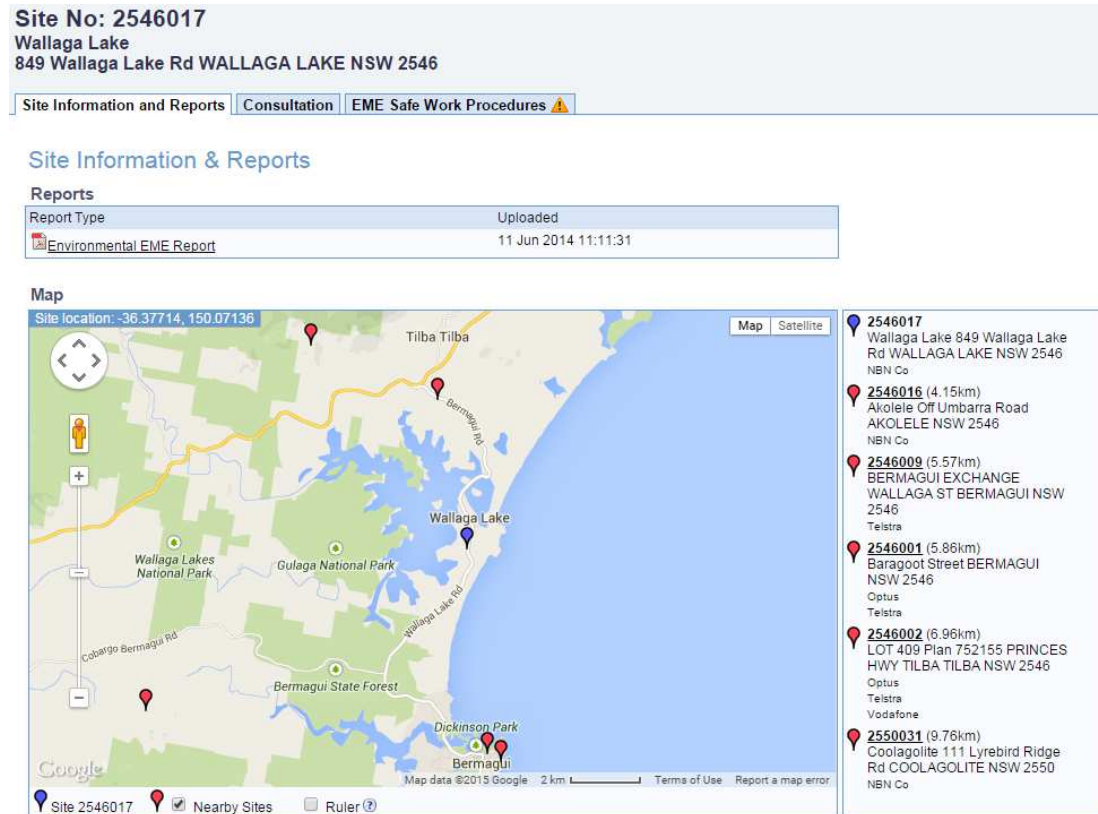 Site No: 2546017
Wallaga Lake
849 Wallaga Lake Rd WALLAGA LAKE NSW 2546
Site Information and Reports
Consultation
EME Safe Work Procedures
Site Information & Reports
Reports
Report Type
Uploaded
Environmental EME Report
11 Jun 2014 11:11:31
Map
Site location: -36.37714, 150.07136
Map
Satellite
Tilba Tilba
Bermagui Rd
Wallaga Lake
Wallaga Lakes
National Park
Gulaga National Park
Wallaga Lake Rd
Cobargo Bermagui Rd
Bermagui State Forest
Dickinson Park
Bermagui
Google
Map data ©2015 Google
2 km
Terms of Use
Report a map error
Site 2546017
Nearby Sites
Ruler
?
2546017
Wallaga Lake 849 Wallaga Lake
Rd WALLAGA LAKE NSW 2546
NBN Co
2546016 (4.15km)
Akolele Off Umbarra Road
AKOLELE NSW 2546
NBN Co
2546009 (5.57km)
BERMAGUI EXCHANGE
WALLAGA ST BERMAGUI NSW
2546
Telstra
2546001 (5.86km)
Baragoot Street BERMAGUI
NSW 2546
Optus
Telstra
2546002 (6.96km)
LOT 409 Plan 752155 PRINCES
HWY TILBA TILBA NSW 2546
Optus
Telstra
Vodafone
2550031 (9.76km)
Coolagolite 111 Lyrebird Ridge
Rd COOLAGOLITE NSW 2550
NBN Co